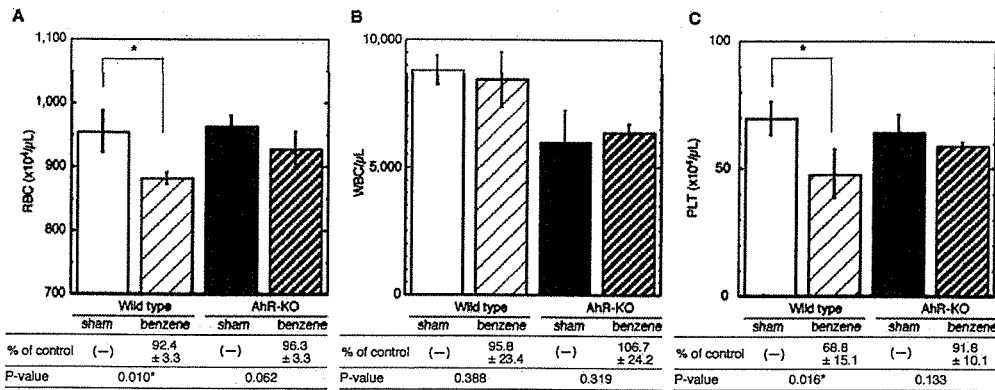 A
RBC (x10⁴/µL)
1,100
1,000
900
800
700
*
Wild type AhR-KO
sham benzene sham benzene
% of control (—) 92.4 ± 3.3 (—) 96.3 ± 3.3
P-value 0.010* 0.062
B
WBC/µL
10,000
5,000
0
Wild type AhR-KO
sham benzene sham benzene
% of control (—) 95.8 ± 23.4 (—) 106.7 ± 24.2
P-value 0.388 0.319
C
PLT (x10⁴/µL)
100
50
0
*
Wild type AhR-KO
sham benzene sham benzene
% of control (—) 68.8 ± 15.1 (—) 91.8 ± 10.1
P-value 0.016* 0.133